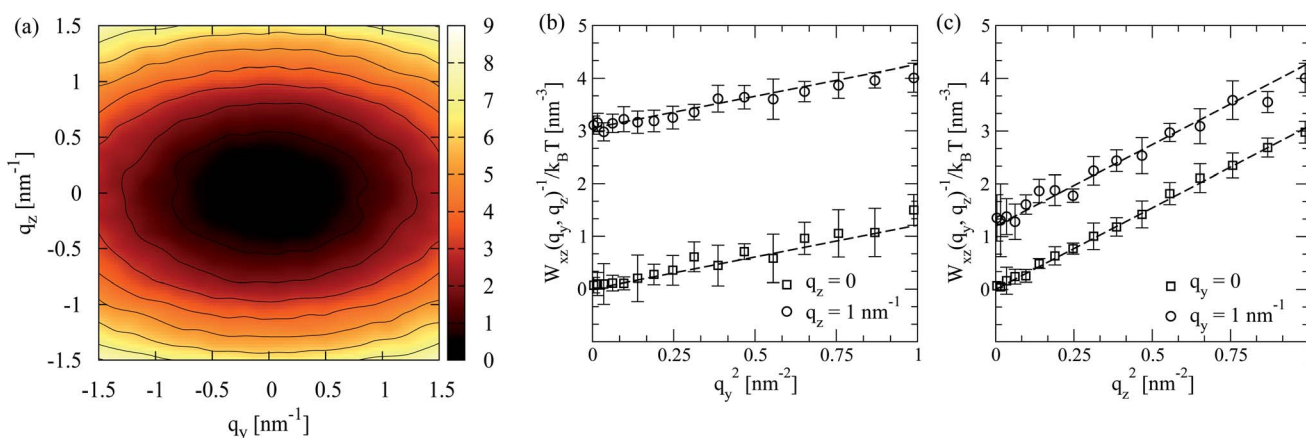 (a)
1.5
1
0.5
0
-0.5
-1
-1.5
q_z [nm^-1]
-1.5 -1 -0.5 0 0.5 1 1.5
q_y [nm^-1]
9
8
7
6
5
4
3
2
1
0
(b)
5
4
3
2
1
0
W_xz(q_y, q_z)^-1/k_BT [nm^-3]
q_z = 0
q_z = 1 nm^-1
0 0.25 0.5 0.75 1
q_y^2 [nm^-2]
(c)
5
4
3
2
1
0
W_xz(q_y, q_z)^-1/k_BT [nm^-3]
q_y = 0
q_y = 1 nm^-1
0 0.25 0.5 0.75
q_z^2 [nm^-2]